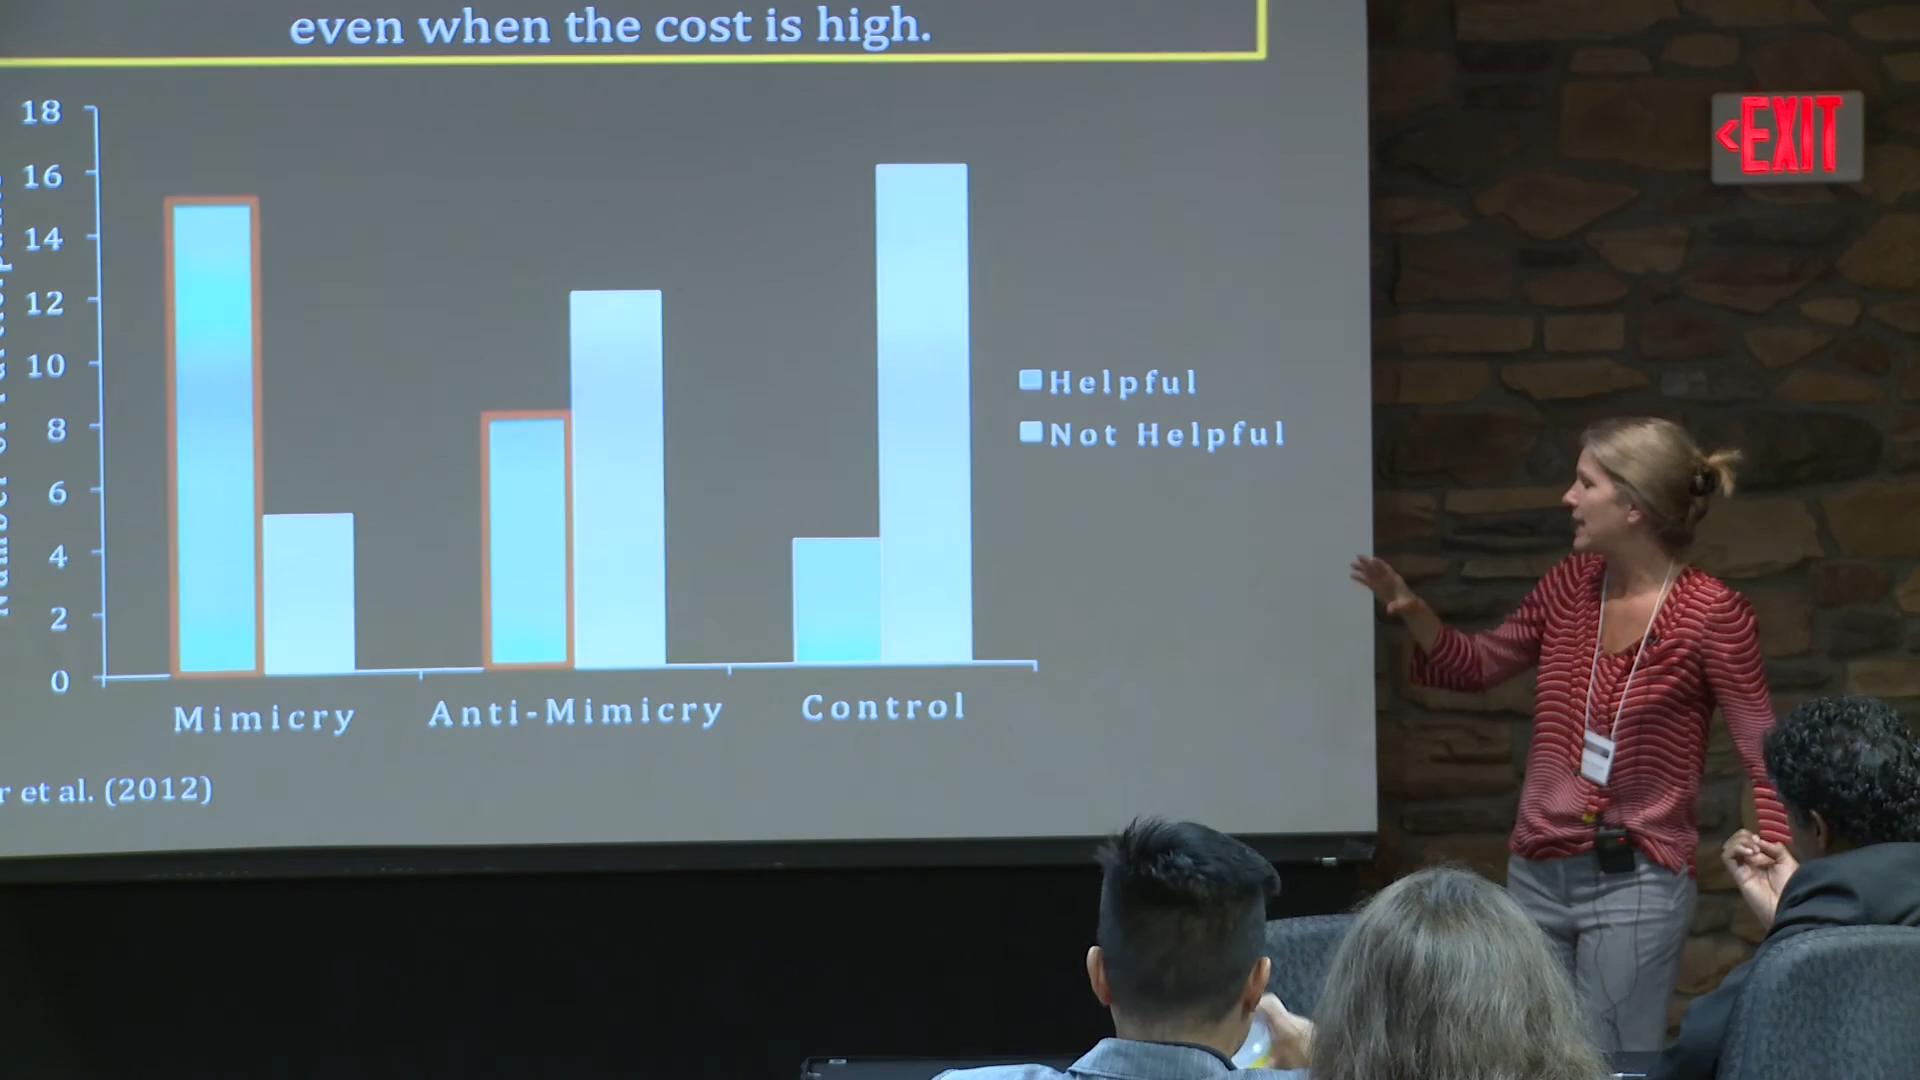 even when the cost is high.
18
16
14
12
10
8
6
4
2
0
Helpful
Not Helpful
Mimicry
Anti-Mimicry
Control
et al. (2012)
<EXIT